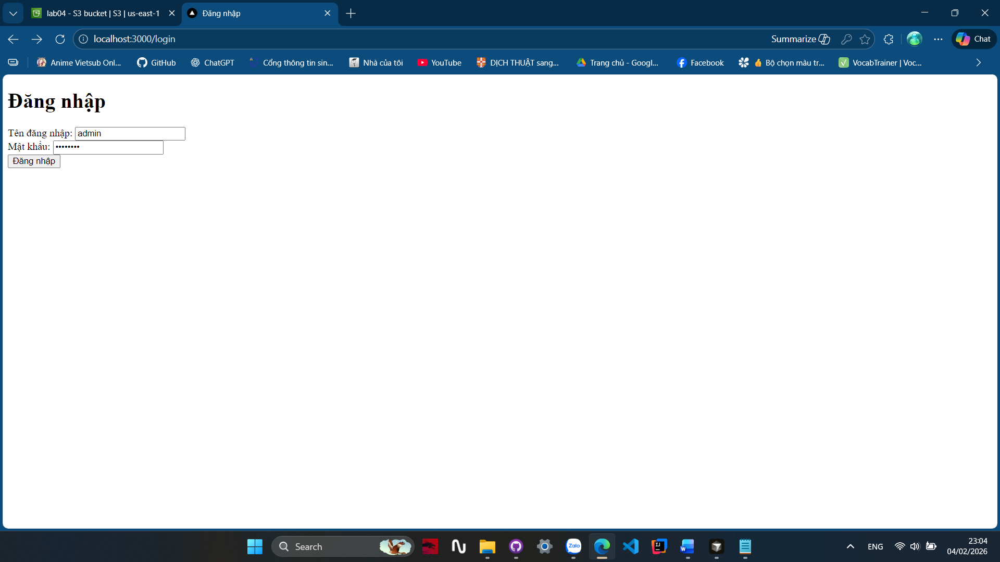 lab04 - S3 bucket | S3 | us-east-1
Đăng nhập
localhost:3000/login
Summarize
Chat
Anime Vietsub Onl...
GitHub
ChatGPT
Cổng thông tin sin...
Nhà của tôi
YouTube
DỊCH THUẬT sang...
Trang chủ - Googl...
Facebook
👍 Bộ chọn màu tr...
VocabTrainer | Voc...
Đăng nhập
Tên đăng nhập: admin
Mật khẩu: ••••••••
Đăng nhập
Search
Zalo
ENG
23:04
04/02/2026